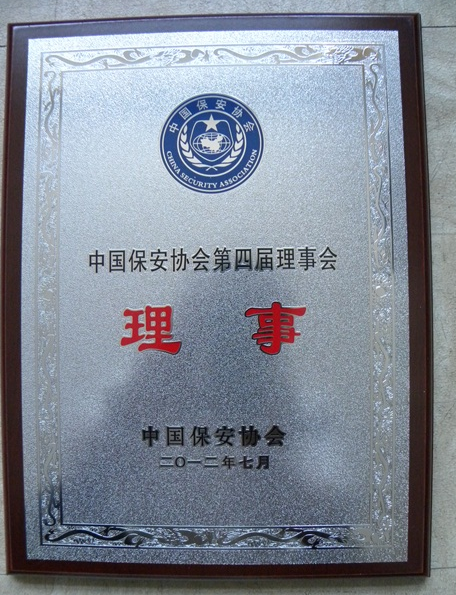 中国保安协会
CHINA SECURITY ASSOCIATION
中国保安协会第四届理事会
理 事
中国保安协会
二〇一二年七月